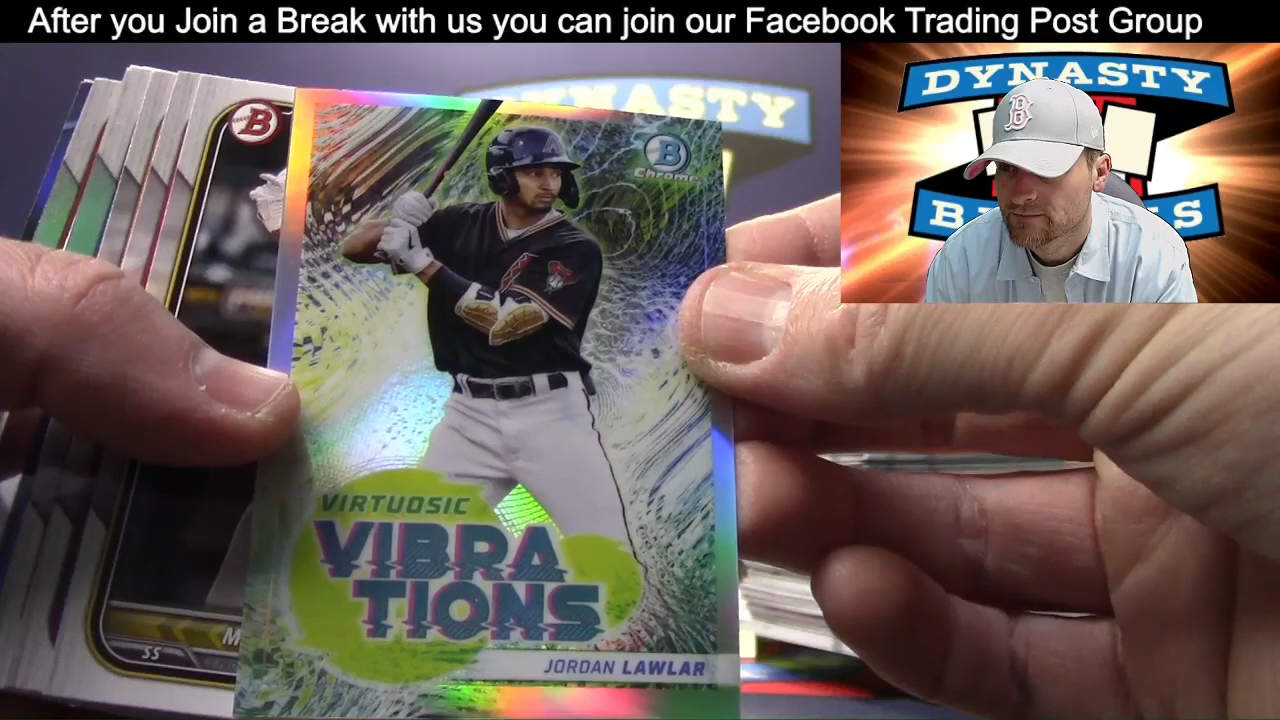 After you Join a Break with us you can join our Facebook Trading Post Group
DYNASTY
DYNASTY
B
B
B
Chrome
VIRTUOSIC
VIBRA
TIONS
JORDAN LAWLAR
SS